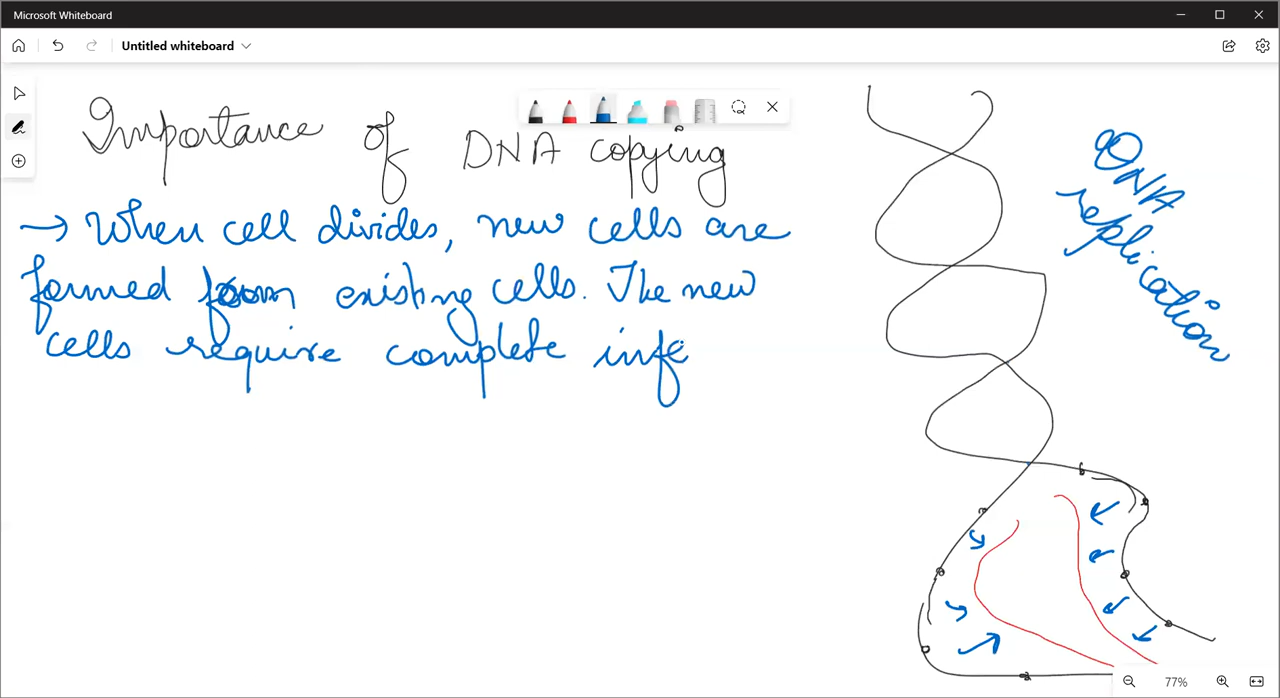 Microsoft Whiteboard
Untitled whiteboard
Importance of DNA copying
→ When cell divides, new cells are
formed from existing cells. The new
cells require complete info
DNA
replication
77%